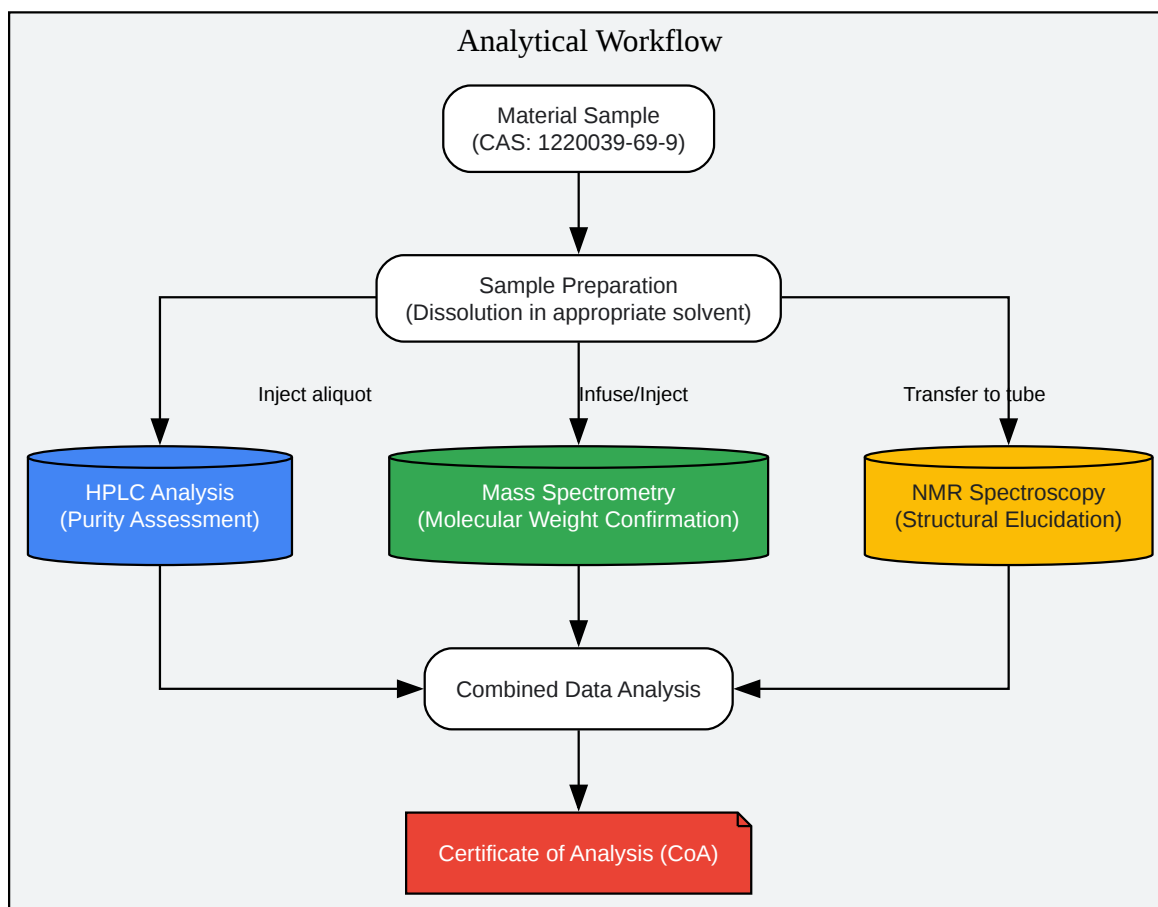 Analytical Workflow
Material Sample
(CAS: 1220039-69-9)
Sample Preparation
(Dissolution in appropriate solvent)
Inject aliquot
Infuse/Inject
Transfer to tube
HPLC Analysis
(Purity Assessment)
Mass Spectrometry
(Molecular Weight Confirmation)
NMR Spectroscopy
(Structural Elucidation)
Combined Data Analysis
Certificate of Analysis (CoA)